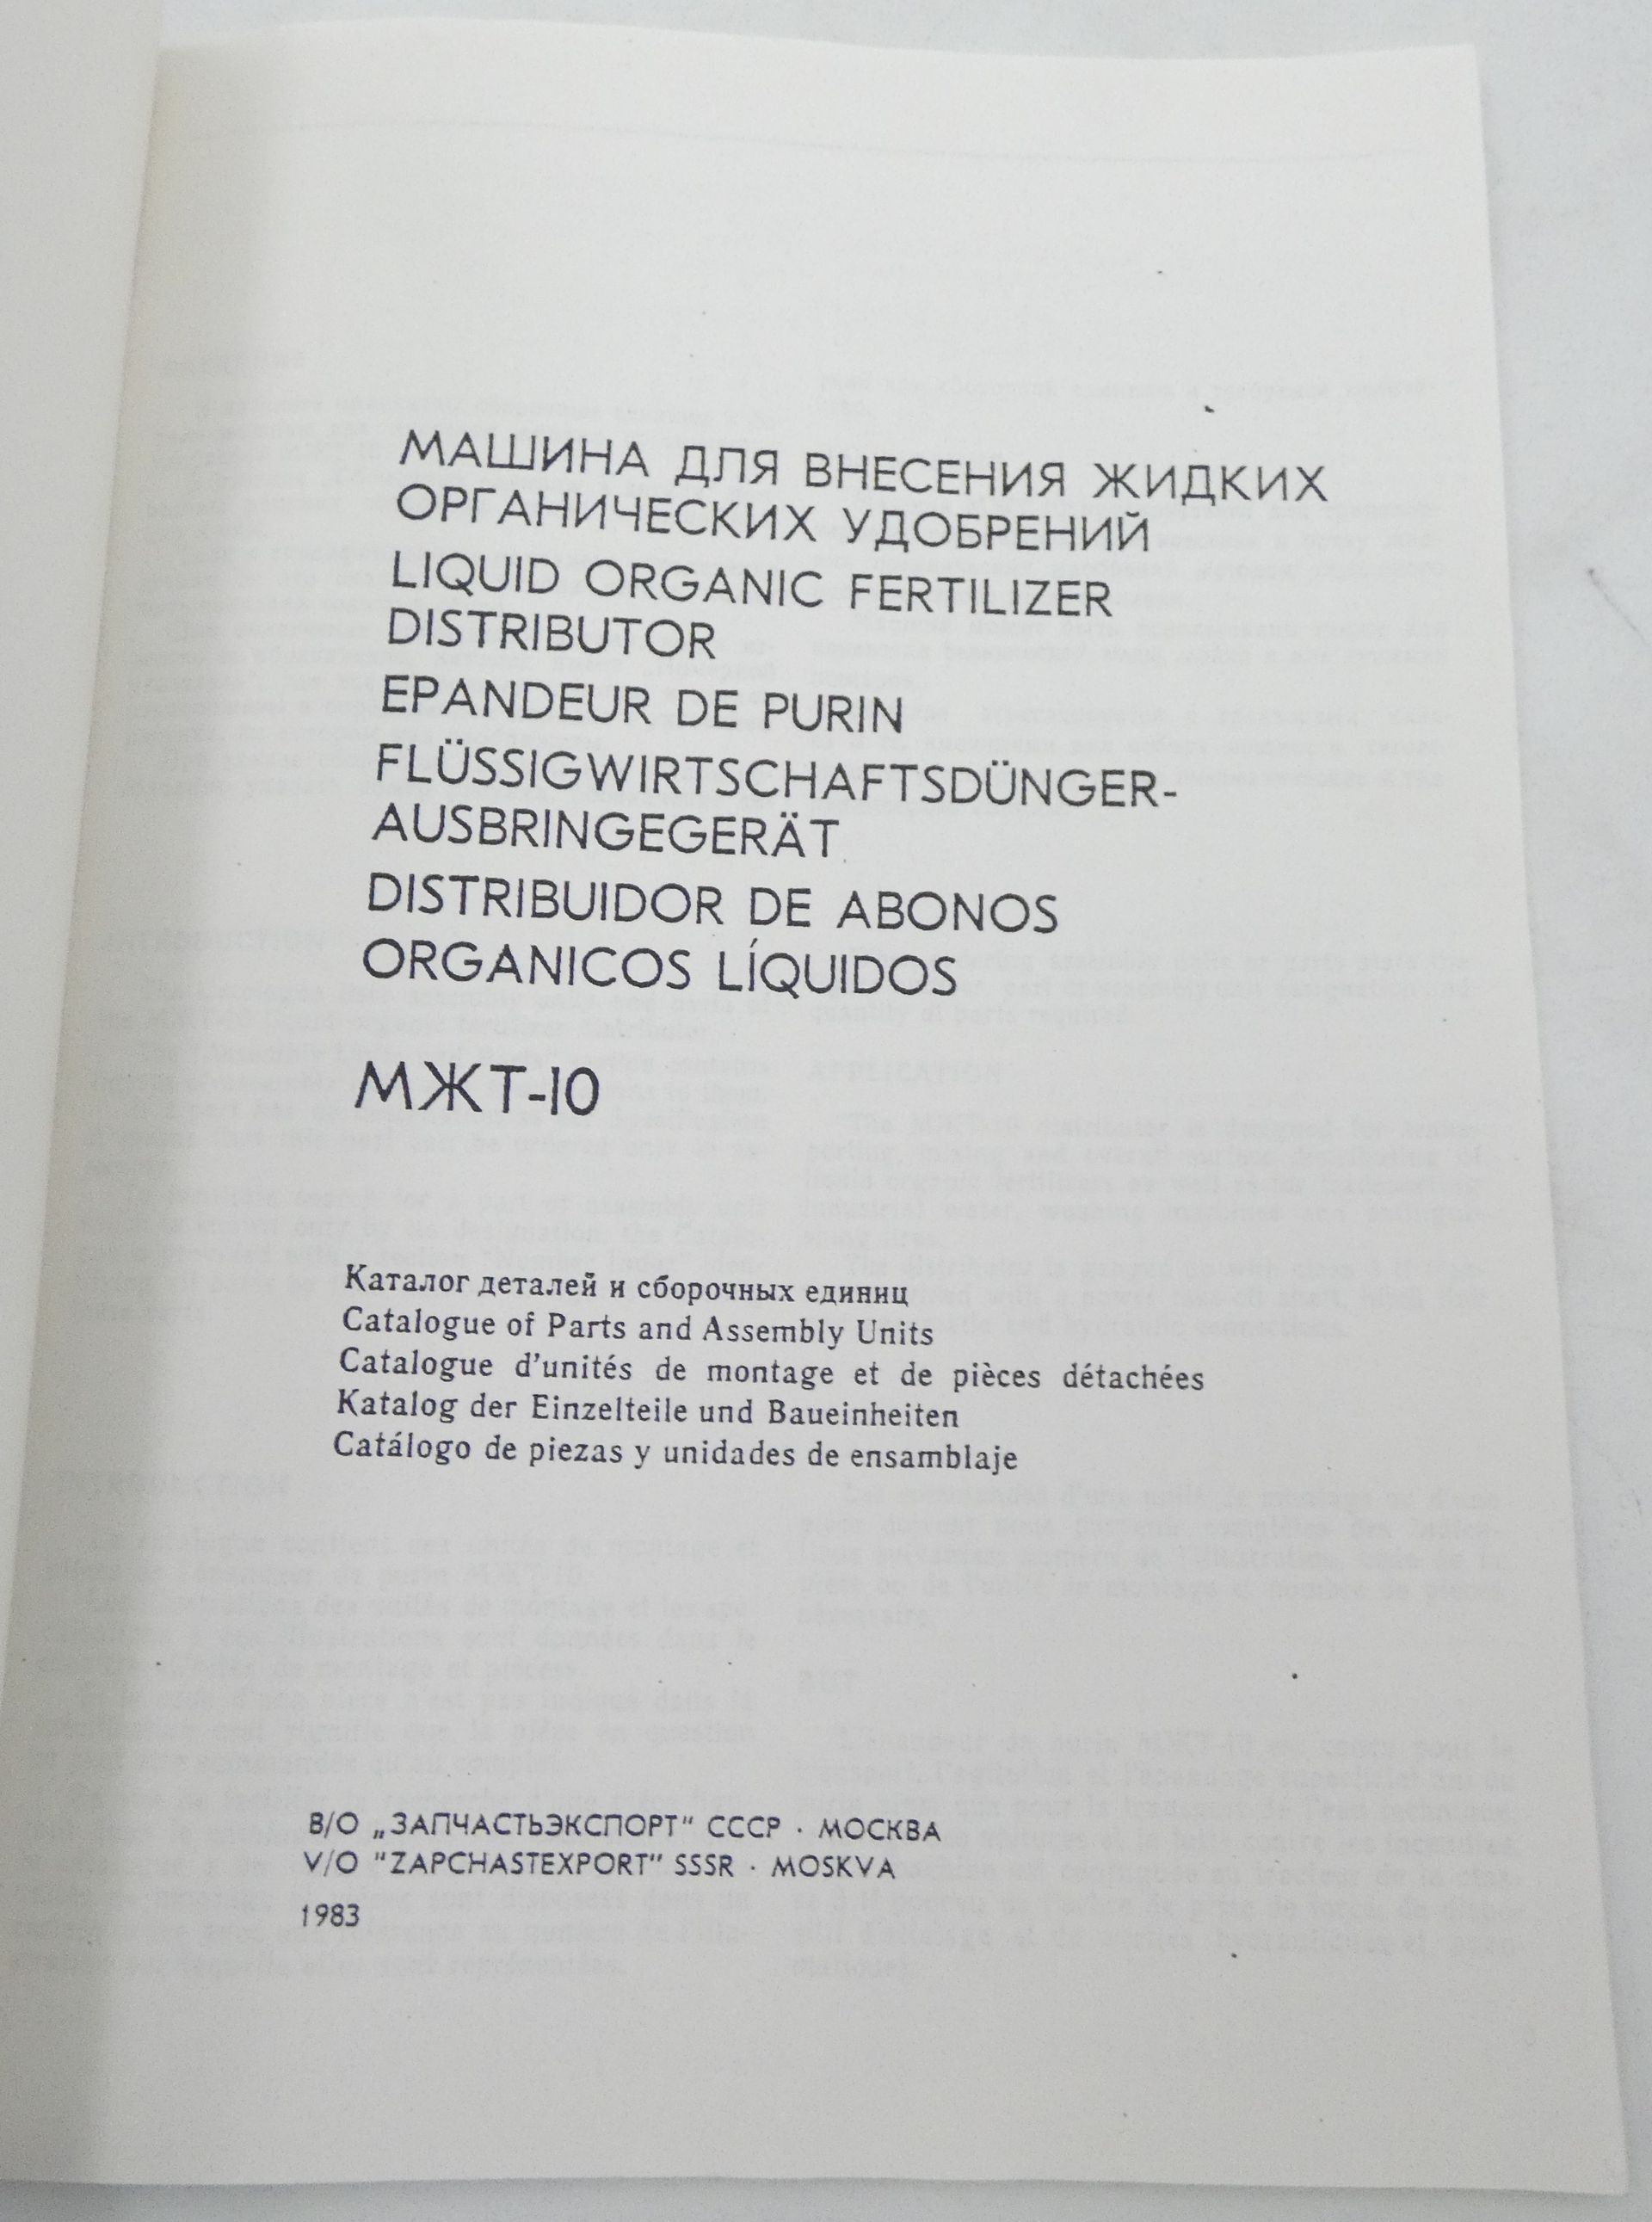 МАШИНА ДЛЯ ВНЕСЕНИЯ ЖИДКИХ
ОРГАНИЧЕСКИХ УДОБРЕНИЙ
LIQUID ORGANIC FERTILIZER
DISTRIBUTOR
EPANDEUR DE PURIN
FLÜSSIGWIRTSCHAFTSDÜNGER-
AUSBRINGEGERÄT
DISTRIBUIDOR DE ABONOS
ORGANICOS LÍQUIDOS
МЖТ-10
Каталог деталей и сборочных единиц
Catalogue of Parts and Assembly Units
Catalogue d'unités de montage et de pièces détachées
Katalog der Einzelteile und Baueinheiten
Catálogo de piezas y unidades de ensamblaje
В/О „ЗАПЧАСТЬЭКСПОРТ" СССР · МОСКВА
V/O "ZAPCHASTEXPORT" SSSR · MOSKVA
1983